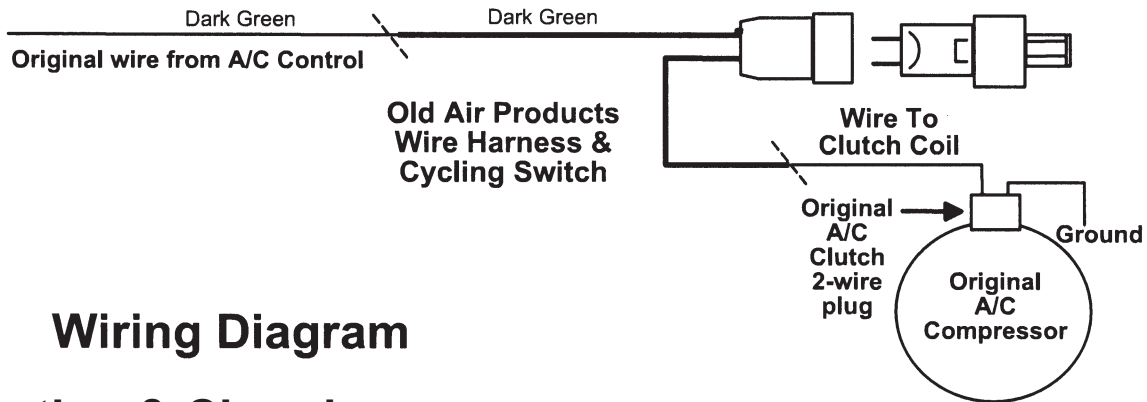 Dark Green
Dark Green
Original wire from A/C Control
Old Air Products
Wire Harness &
Cycling Switch
Wire To
Clutch Coil
Original
A/C
Clutch
2-wire
plug
Ground
Original
A/C
Compressor
Wiring Diagram